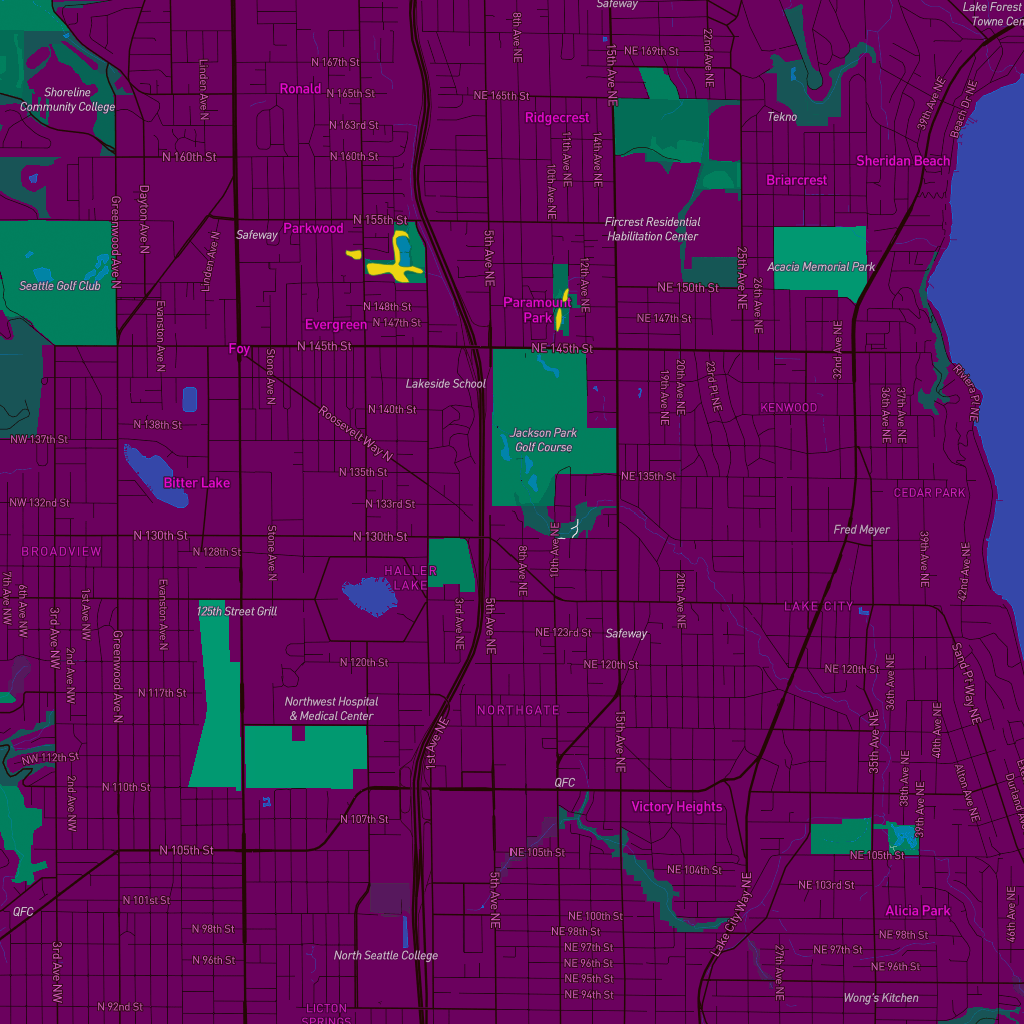 Safeway
Lake Forest
Towne Cen
8th Ave NE
15th Ave NE
NE 169th St
22nd Ave NE
N 167th St
Linden Ave N
Ronald
N 165th St
NE 165th St
Shoreline
Community College
39th Ave NE
Beach Dr NE
Ridgecrest
Tekno
N 163rd St
11th Ave NE
14th Ave NE
N 160th St
N 160th St
Sheridan Beach
10th Ave NE
Briarcrest
Greenwood Ave N
Dayton Ave N
N 155th St
Parkwood
Safeway
Fircrest Residential
Habilitation Center
5th Ave NE
Linden Ave N
25th Ave NE
Acacia Memorial Park
Seattle Golf Club
12th Ave NE
NE 150th St
26th Ave NE
Paramount
Park
N 148th St
Evanston Ave N
Evergreen
N 147th St
NE 147th St
32nd Ave NE
Foy
N 145th St
NE 145th St
Stone Ave N
Lakeside School
Riviera Pl NE
19th Ave NE
20th Ave NE
23rd Pl NE
36th Ave NE
37th Ave NE
N 140th St
KENWOOD
Roosevelt Way N
N 138th St
NW 137th St
Jackson Park
Golf Course
N 135th St
NE 135th St
Bitter Lake
CEDAR PARK
NW 132nd St
N 133rd St
Fred Meyer
N 130th St
N 130th St
10th Ave NE
BROADVIEW
N 128th St
Stone Ave N
8th Ave NE
39th Ave NE
42nd Ave NE
HALLER
LAKE
7th Ave NW
6th Ave NW
1st Ave NW
Evanston Ave N
20th Ave NE
3rd Ave NW
125th Street Grill
3rd Ave NE
5th Ave NE
LAKE CITY
Greenwood Ave N
NE 123rd St
Safeway
2nd Ave NW
N 120th St
NE 120th St
NE 120th St
36th Ave NE
Sand Pt Way NE
N 117th St
Northwest Hospital
& Medical Center
NORTHGATE
1st Ave NE
15th Ave NE
35th Ave NE
40th Ave NE
NW 112th St
N 110th St
2nd Ave NW
QFC
38th Ave NE
39th Ave NE
Alton Ave NE
Durland Av
Victory Heights
N 107th St
N 105th St
NE 105th St
NE 105th St
NE 104th St
NE 103rd St
N 101st St
5th Ave NE
Lake City Way NE
QFC
NE 100th St
Alicia Park
46th Ave NE
N 98th St
NE 98th St
NE 98th St
3rd Ave NW
N 96th St
North Seattle College
NE 97th St
NE 97th St
NE 96th St
NE 96th St
27th Ave NE
NE 95th St
NE 94th St
Wong's Kitchen
N 92nd St
LICTON
SPRINGS